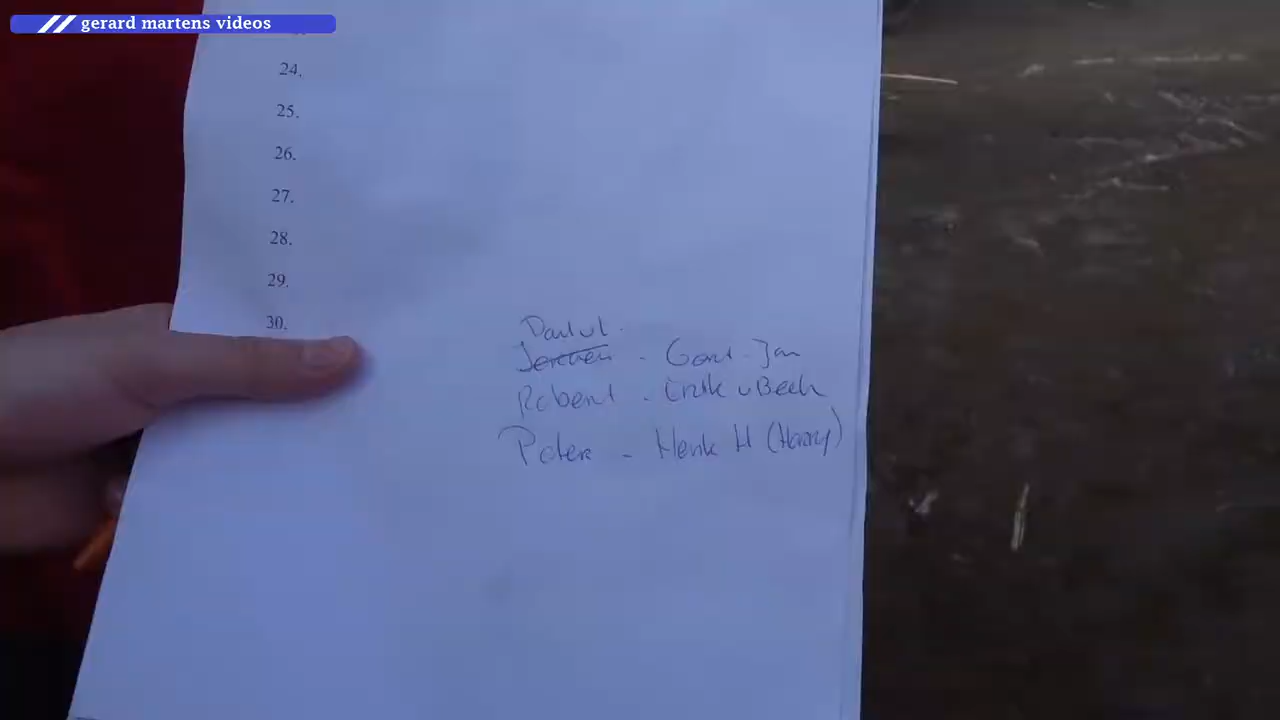 gerard martens videos
24.
25.
26.
27.
28.
29.
30.
Jeroen - Gert-Jan
Robert - Erik v Beek
Peter - Henk H (Harry)